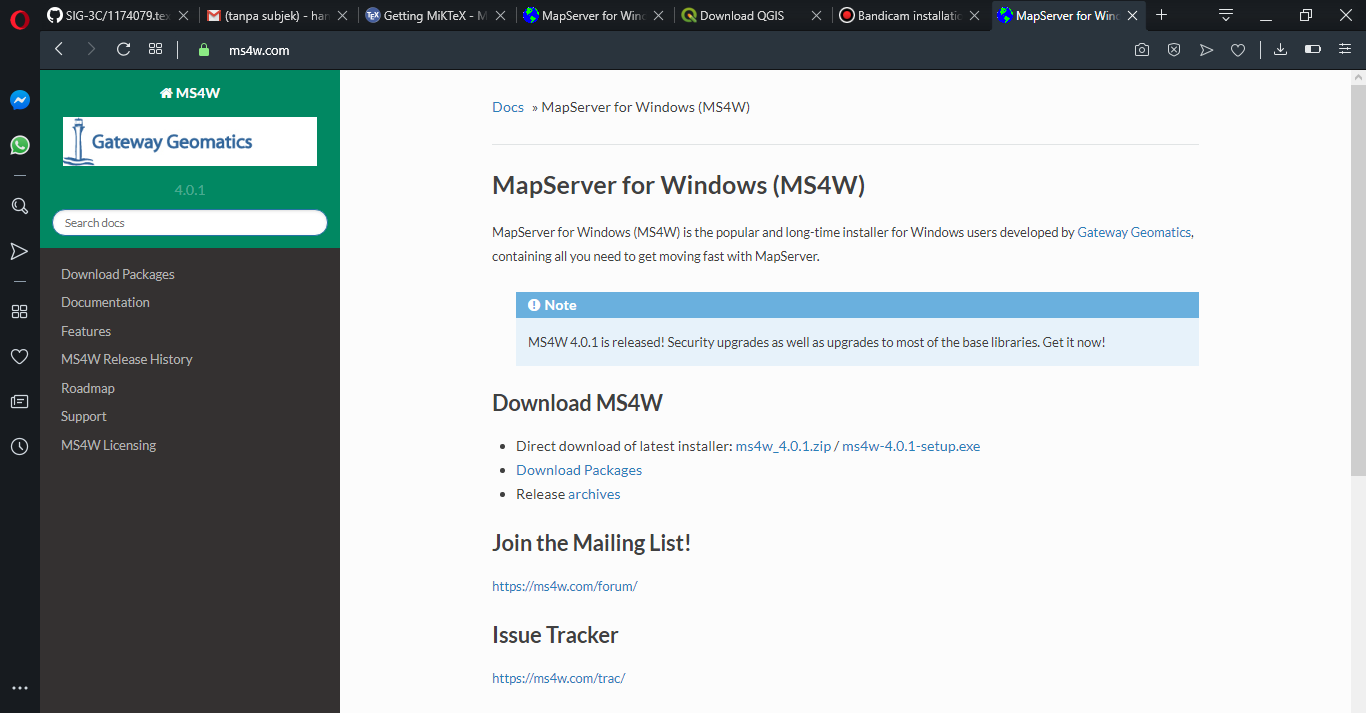 SIG-3C/1174079.tex
(tanpa subjek) - han
Getting MiKTeX - M
MapServer for Wind
Download QGIS
Bandicam installatic
MapServer for Wind
ms4w.com
MS4W
Gateway Geomatics
4.0.1
Search docs
Download Packages
Documentation
Features
MS4W Release History
Roadmap
Support
MS4W Licensing
Docs » MapServer for Windows (MS4W)
MapServer for Windows (MS4W)
MapServer for Windows (MS4W) is the popular and long-time installer for Windows users developed by Gateway Geomatics,
containing all you need to get moving fast with MapServer.
Note
MS4W 4.0.1 is released! Security upgrades as well as upgrades to most of the base libraries. Get it now!
Download MS4W
• Direct download of latest installer: ms4w_4.0.1.zip / ms4w-4.0.1-setup.exe
• Download Packages
• Release archives
Join the Mailing List!
https://ms4w.com/forum/
Issue Tracker
https://ms4w.com/trac/